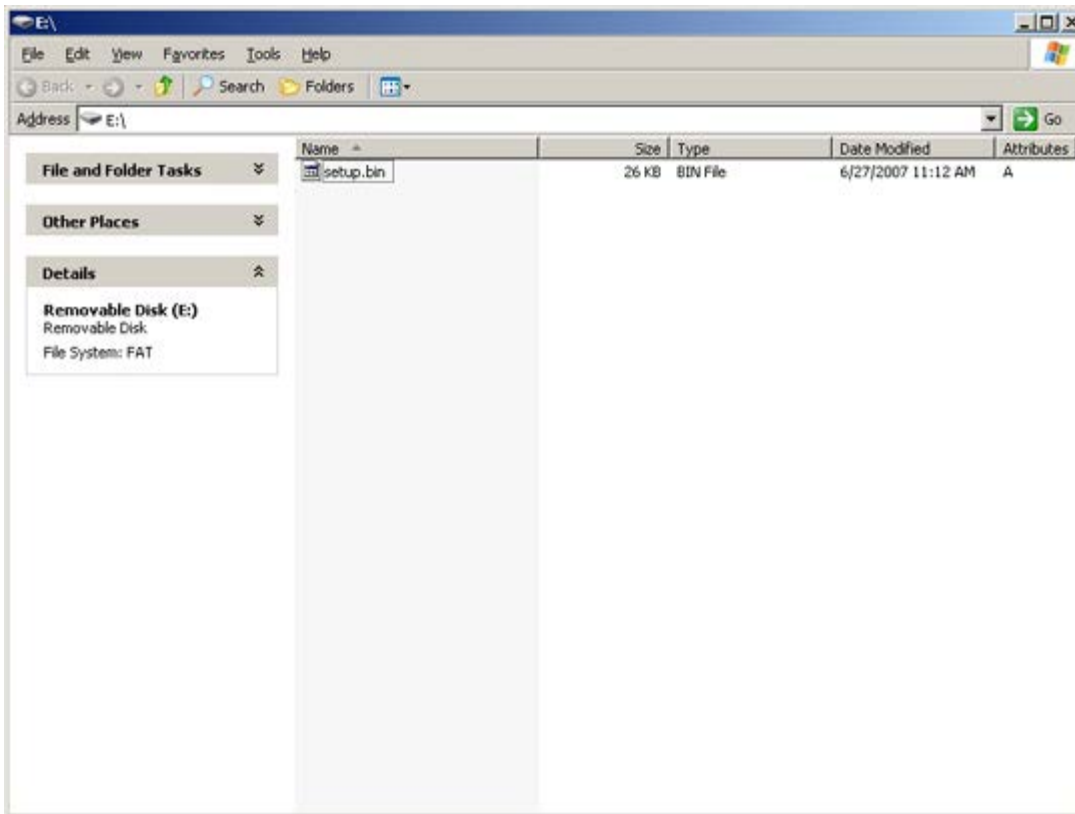 E:\
File Edit View Favorites Tools Help
Back Search Folders
Address E:\ Go
Name Size Type Date Modified Attributes
setup.bin 26 KB BIN File 6/27/2007 11:12 AM A
File and Folder Tasks
Other Places
Details
Removable Disk (E:)
Removable Disk
File System: FAT